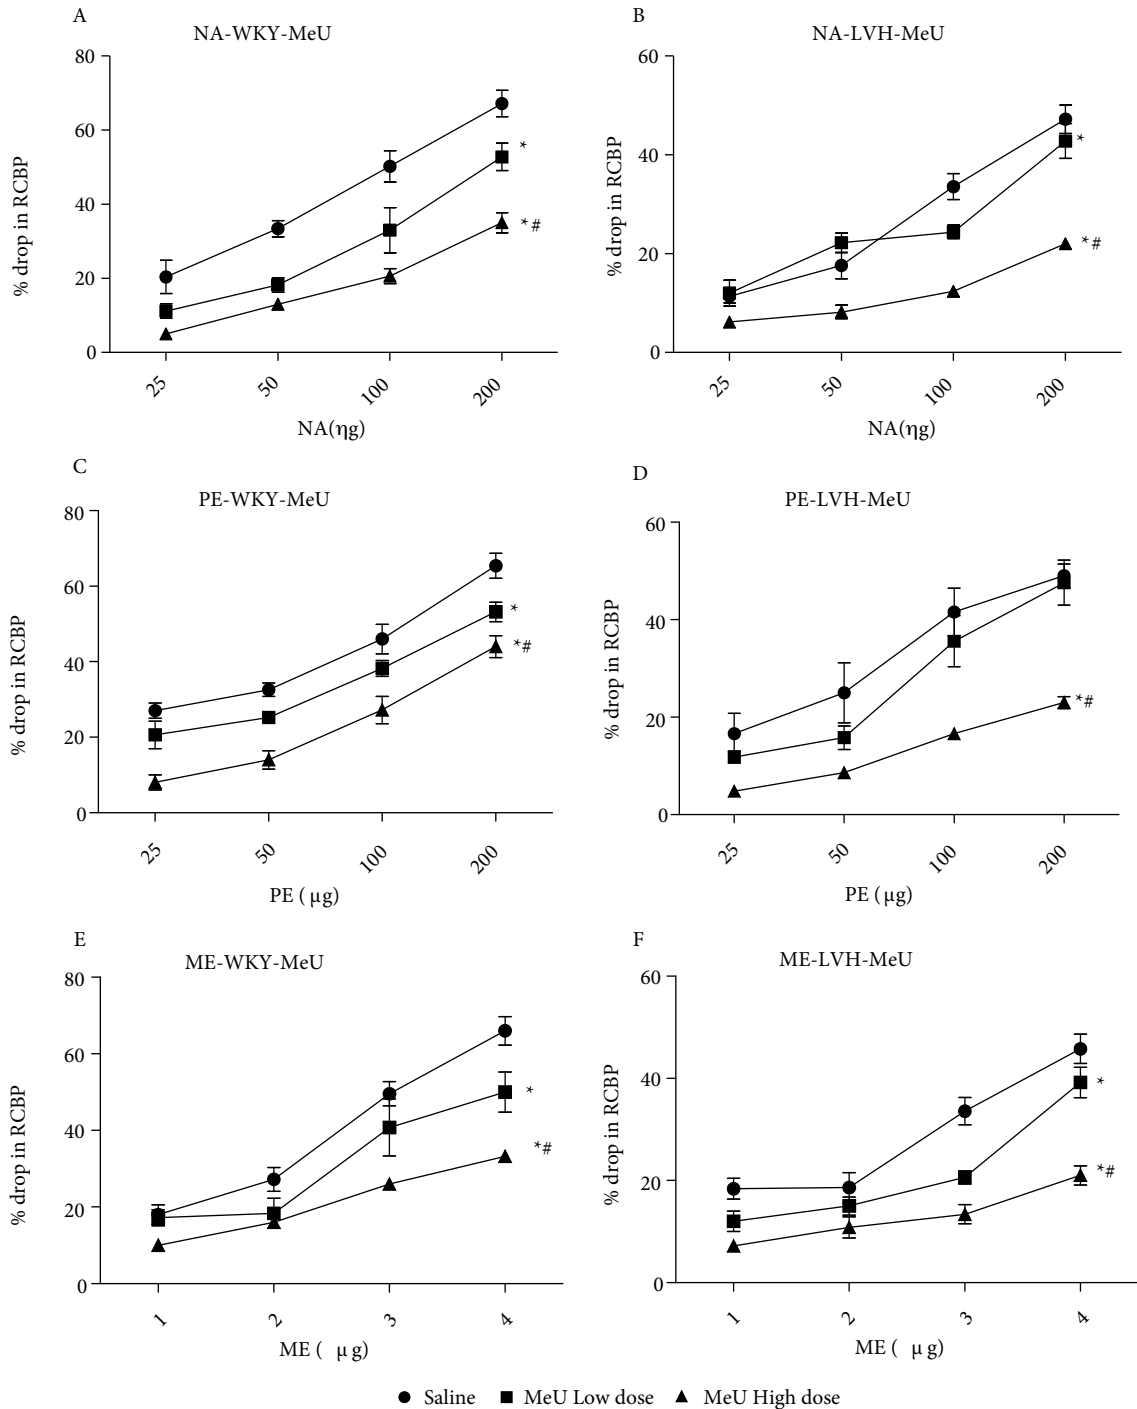 A
NA-WKY-MeU
80
60
40
20
0
% drop in RCBP
*
*#
25 50 100 200
NA(ηg)
B
NA-LVH-MeU
60
40
20
0
% drop in RCBP
*
*#
25 50 100 200
NA(ηg)
C
PE-WKY-MeU
80
60
40
20
0
% drop in RCBP
*
*#
25 50 100 200
PE ( μg)
D
PE-LVH-MeU
60
40
20
0
% drop in RCBP
*#
25 50 100 200
PE ( μg)
E
ME-WKY-MeU
80
60
40
20
0
% drop in RCBP
*
*#
1 2 3 4
ME ( μ g)
F
ME-LVH-MeU
60
40
20
0
% drop in RCBP
*
*#
1 2 3 4
ME ( μ g)
Saline MeU Low dose MeU High dose